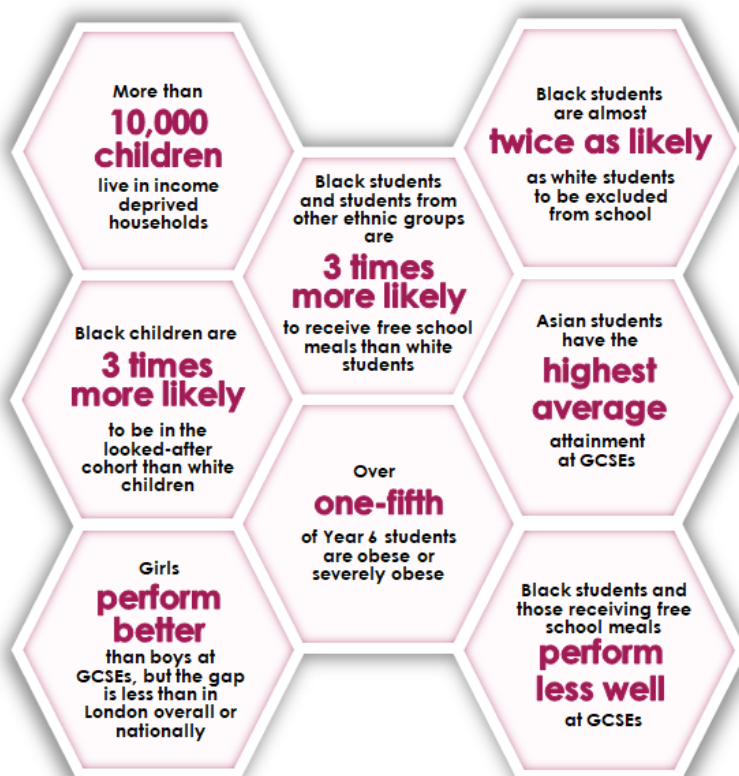 More than
10,000
children
live in income
deprived
households
Black students
and students from
other ethnic groups
are
3 times
more likely
to receive free school
meals than white
students
Black students
are almost
twice as likely
as white students
to be excluded
from school
Black children are
3 times
more likely
to be in the
looked-after
cohort than white
children
Over
one-fifth
of Year 6 students
are obese or
severely obese
Asian students
have the
highest
average
attainment
at GCSEs
Girls
perform
better
than boys at
GCSEs, but the gap
is less than in
London overall or
nationally
Black students and
those receiving free
school meals
perform
less well
at GCSEs